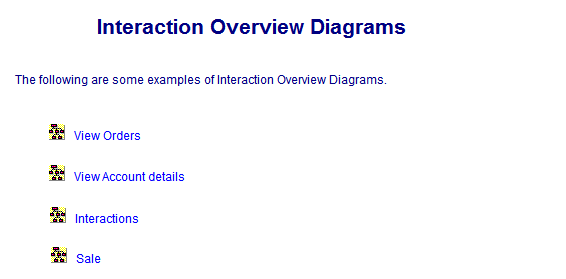 Interaction Overview Diagrams
The following are some examples of Interaction Overview Diagrams.
View Orders
View Account details
Interactions
Sale